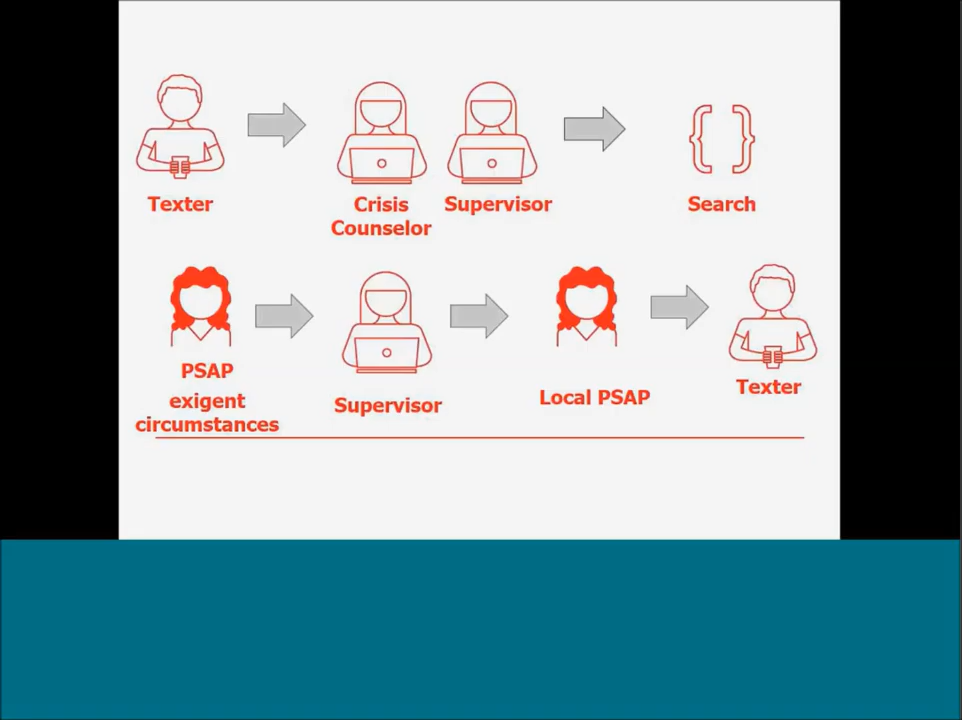 Texter
Crisis
Counselor
Supervisor
Search
PSAP
exigent
circumstances
Supervisor
Local PSAP
Texter